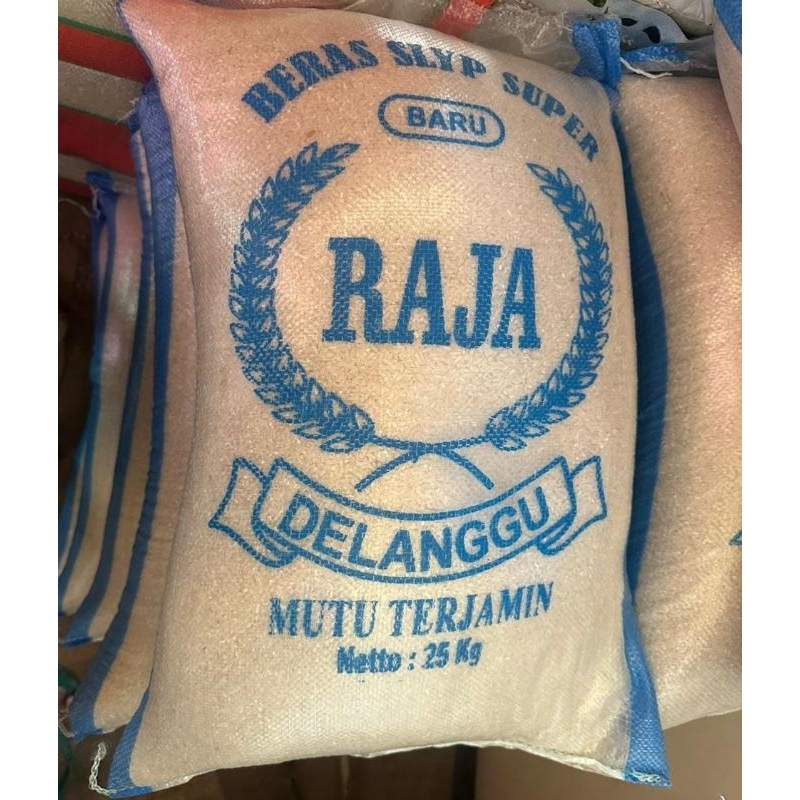 BERAS SLYP SUPER
BARU
RAJA
DELANGGU
MUTU TERJAMIN
Netto : 25 Kg